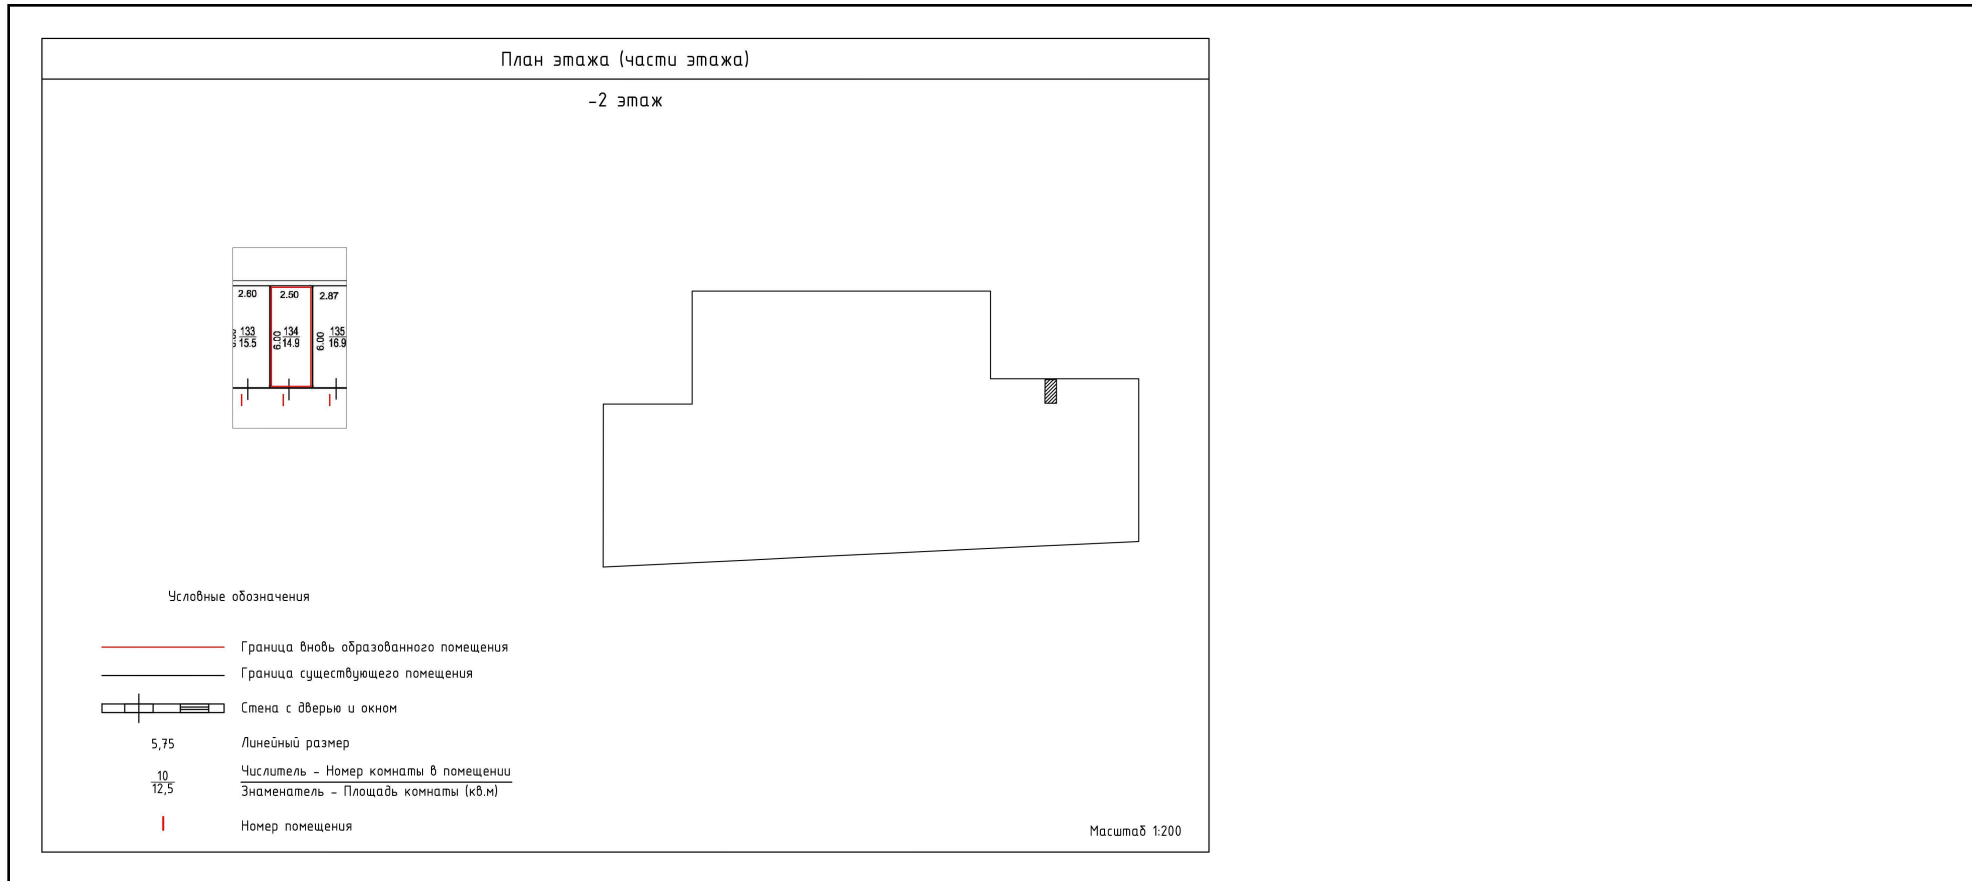 План этажа (части этажа)
-2 этаж
2.60 2.50 2.87
133 134 135
6.00 6.00
15.5 14.9 16.9
I I I
Условные обозначения
Граница вновь образованного помещения
Граница существующего помещения
Стена с дверью и окном
5,75 Линейный размер
10 Числитель - Номер комнаты в помещении
12,5 Знаменатель - Площадь комнаты (кв.м)
I Номер помещения
Масштаб 1:200